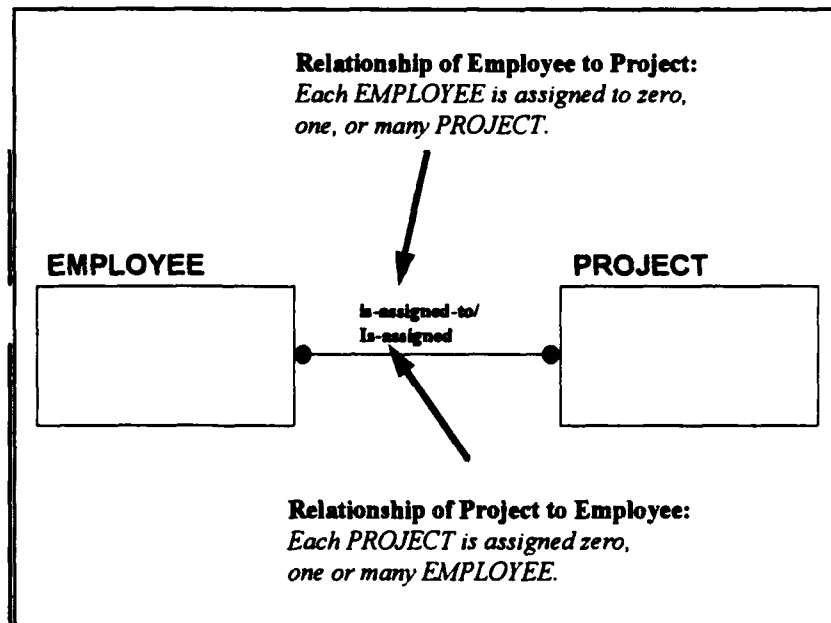 Relationship of Employee to Project:
Each EMPLOYEE is assigned to zero,
one, or many PROJECT.
EMPLOYEE
PROJECT
is-assigned-to/
Is-assigned
Relationship of Project to Employee:
Each PROJECT is assigned zero,
one or many EMPLOYEE.